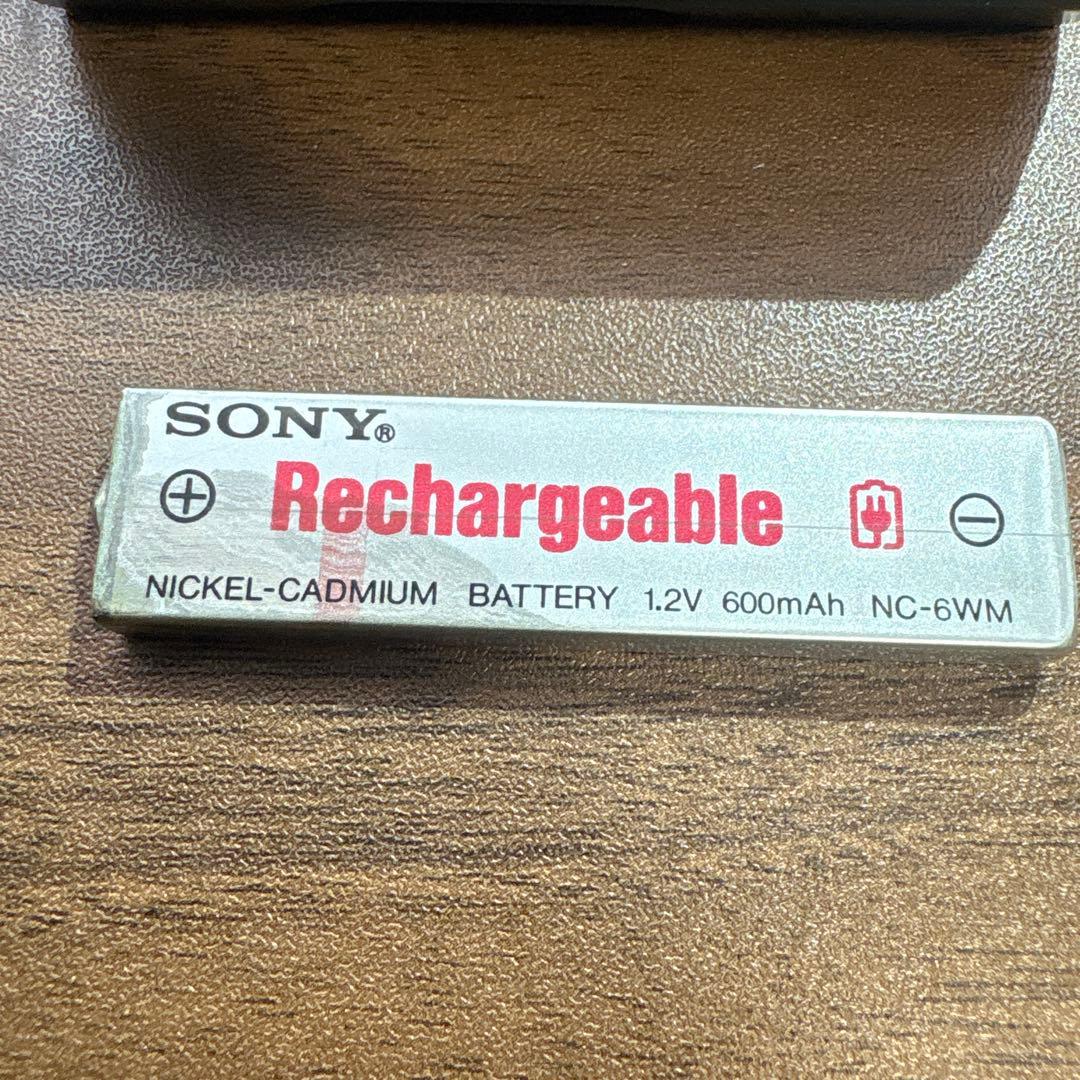 SONY®
⊕ Rechargeable ⊖
NICKEL-CADMIUM BATTERY 1.2V 600mAh NC-6WM